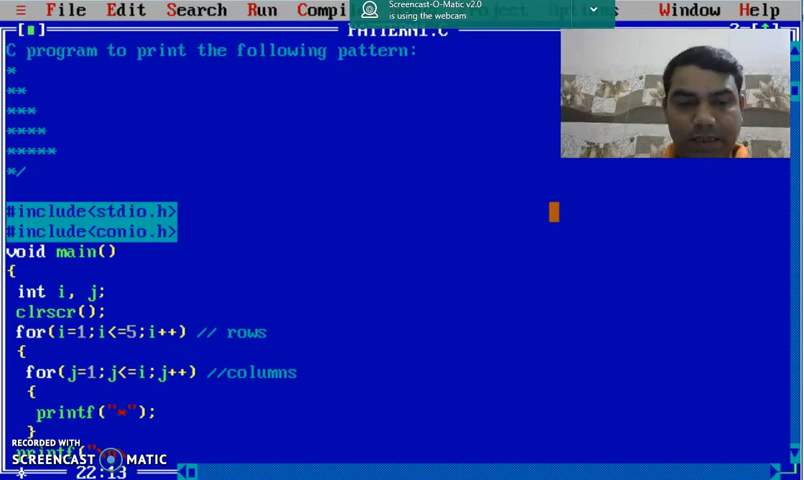 ≡ File Edit Search Run Compi
Window Help
Screencast-O-Matic v2.0
is using the webcam
PATTERN1.C
C program to print the following pattern:
*
**
***
****
*****
*/
#include<stdio.h>
#include<conio.h>
void main()
{
int i, j;
clrscr();
for(i=1;i<=5;i++) // rows
{
for(j=1;j<=i;j++) //columns
{
printf("*");
}
printf("\n
RECORDED WITH
SCREENCAST O MATIC
22:13